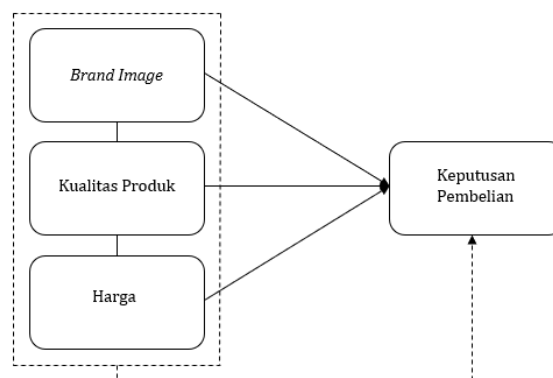 Brand Image
Kualitas Produk
Harga
Keputusan
Pembelian